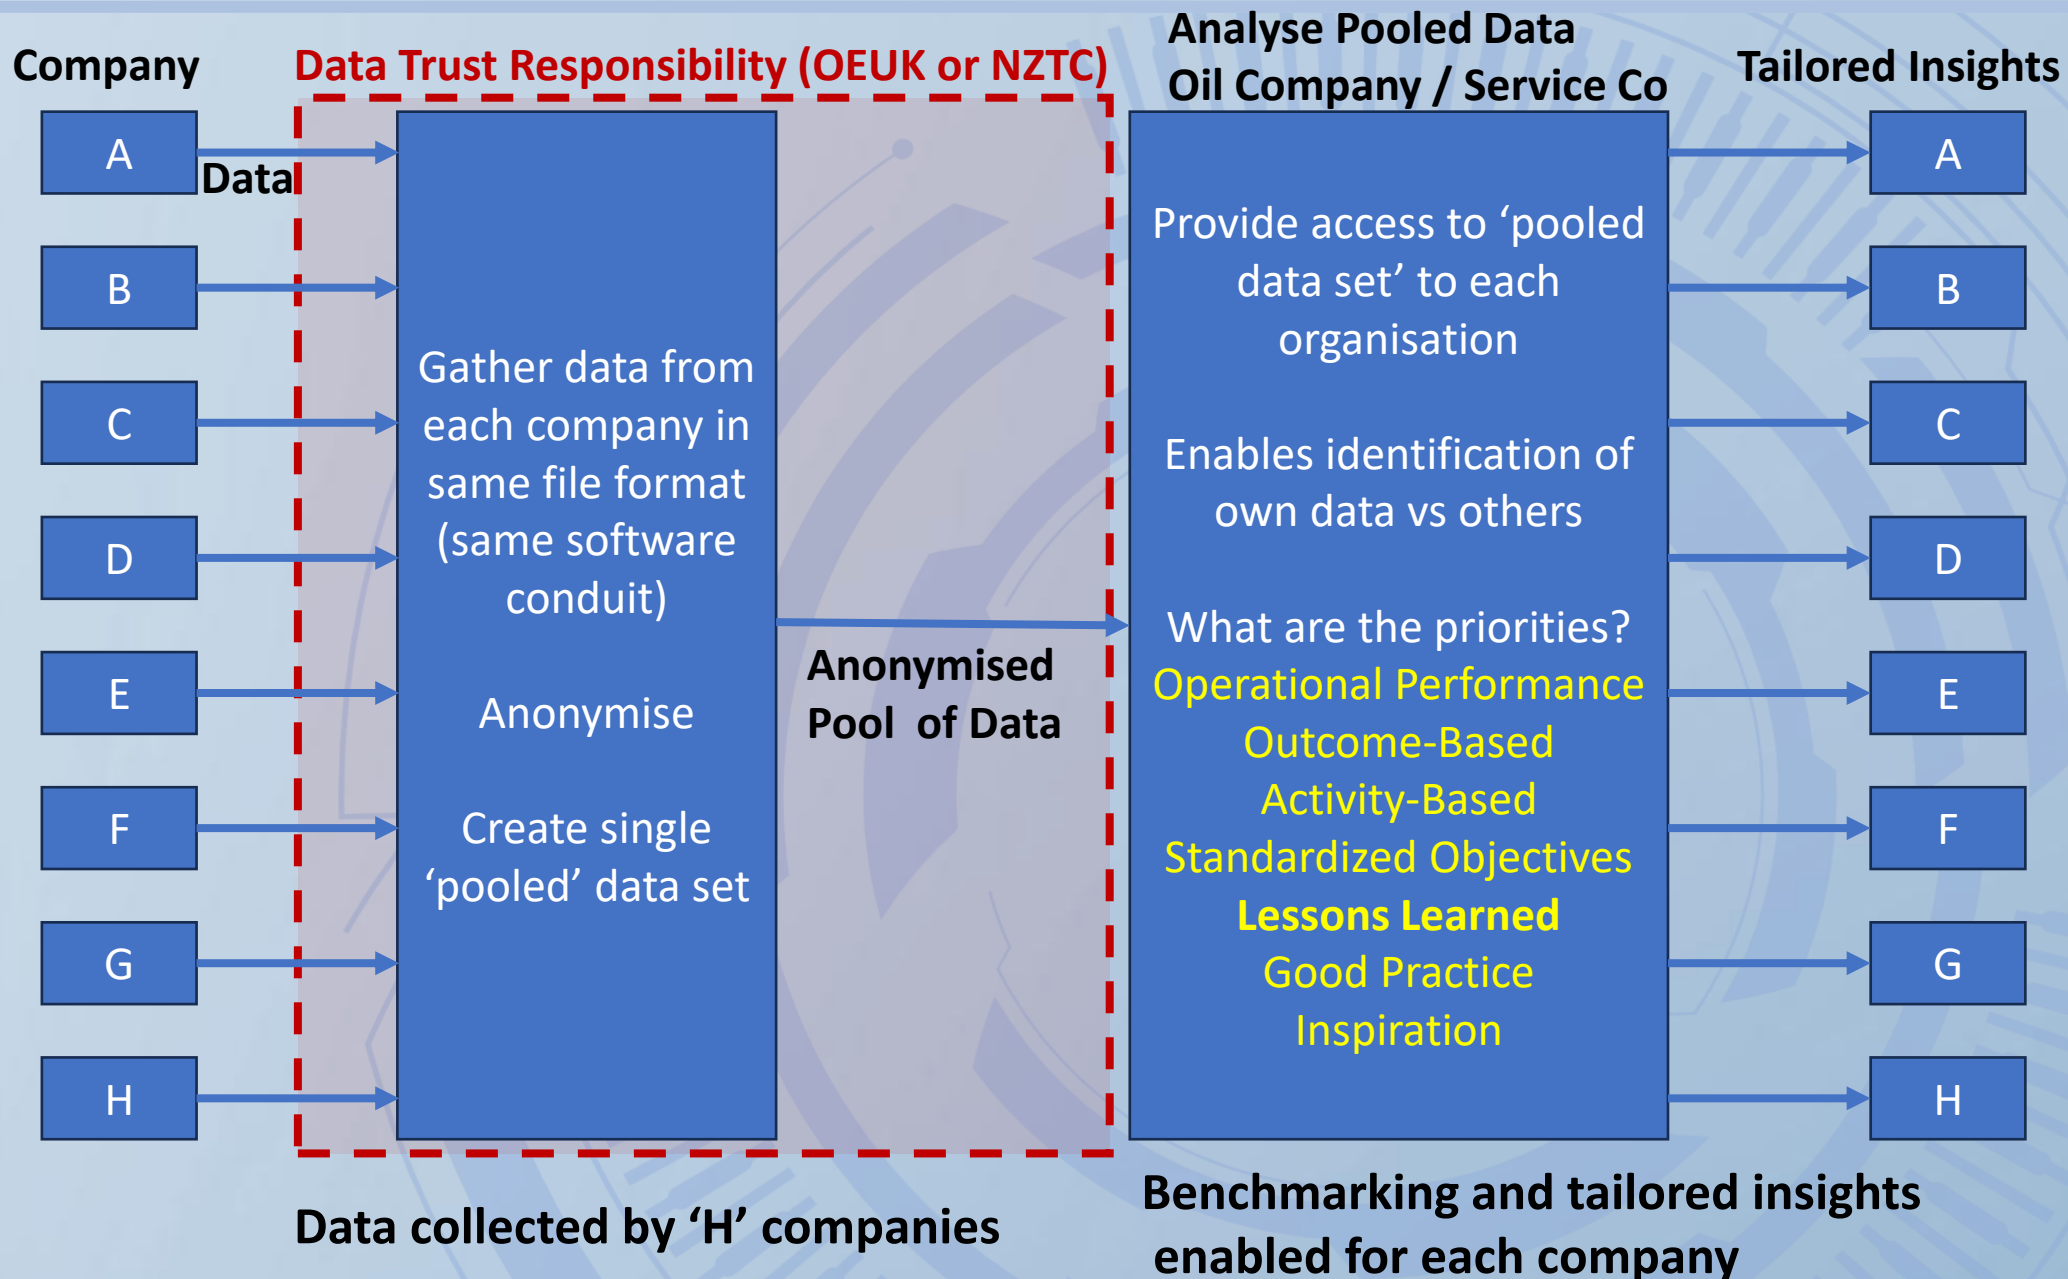 Company
Data Trust Responsibility (OEUK or NZTC)
Analyse Pooled Data
Oil Company / Service Co
Tailored Insights
A
B
C
D
E
F
G
H
Data
Gather data from
each company in
same file format
(same software
conduit)
Anonymise
Create single
‘pooled’ data set
Anonymised
Pool of Data
Provide access to ‘pooled
data set’ to each
organisation
Enables identification of
own data vs others
What are the priorities?
Operational Performance
Outcome-Based
Activity-Based
Standardized Objectives
Lessons Learned
Good Practice
Inspiration
A
B
C
D
E
F
G
H
Data collected by ‘H’ companies
Benchmarking and tailored insights
enabled for each company